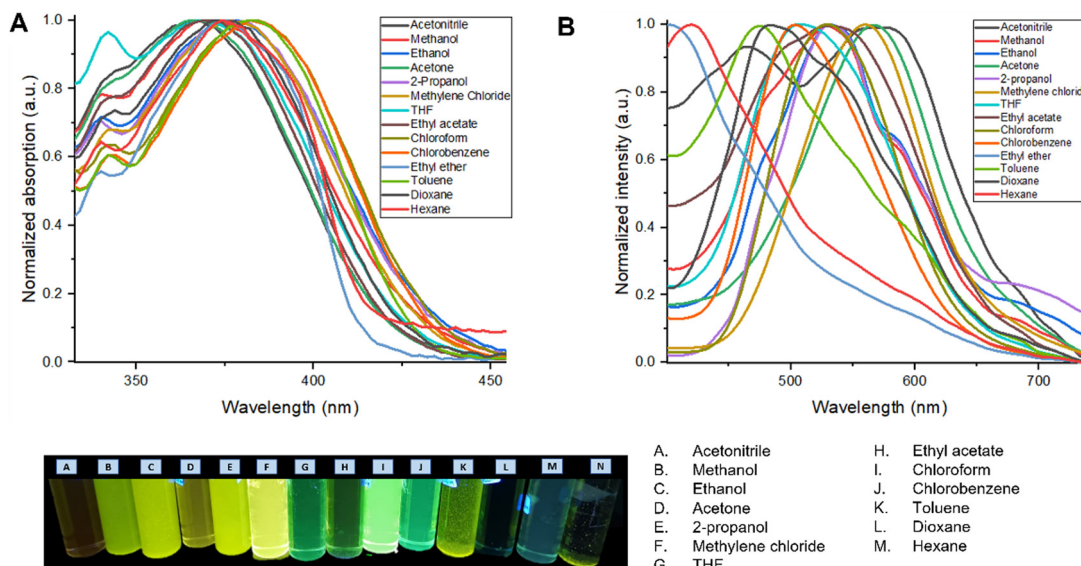 A
B
Normalized absorption (a.u.)
1.0
0.8
0.6
0.4
0.2
0.0
350
400
450
Wavelength (nm)
Acetonitrile
Methanol
Ethanol
Acetone
2-Propanol
Methylene Chloride
THF
Ethyl acetate
Chloroform
Chlorobenzene
Ethyl ether
Toluene
Dioxane
Hexane
Normalized intensity (a.u.)
1.0
0.8
0.6
0.4
0.2
0.0
500
600
700
Wavelength (nm)
Acetonitrile
Methanol
Ethanol
Acetone
2-propanol
Methylene chlorid
THF
Ethyl acetate
Chloroform
Chlorobenzene
Ethyl ether
Toluene
Dioxane
Hexane
A B C D E F G H I J K L M N
A. Acetonitrile
B. Methanol
C. Ethanol
D. Acetone
E. 2-propanol
F. Methylene chloride
G. THF
H. Ethyl acetate
I. Chloroform
J. Chlorobenzene
K. Toluene
L. Dioxane
M. Hexane